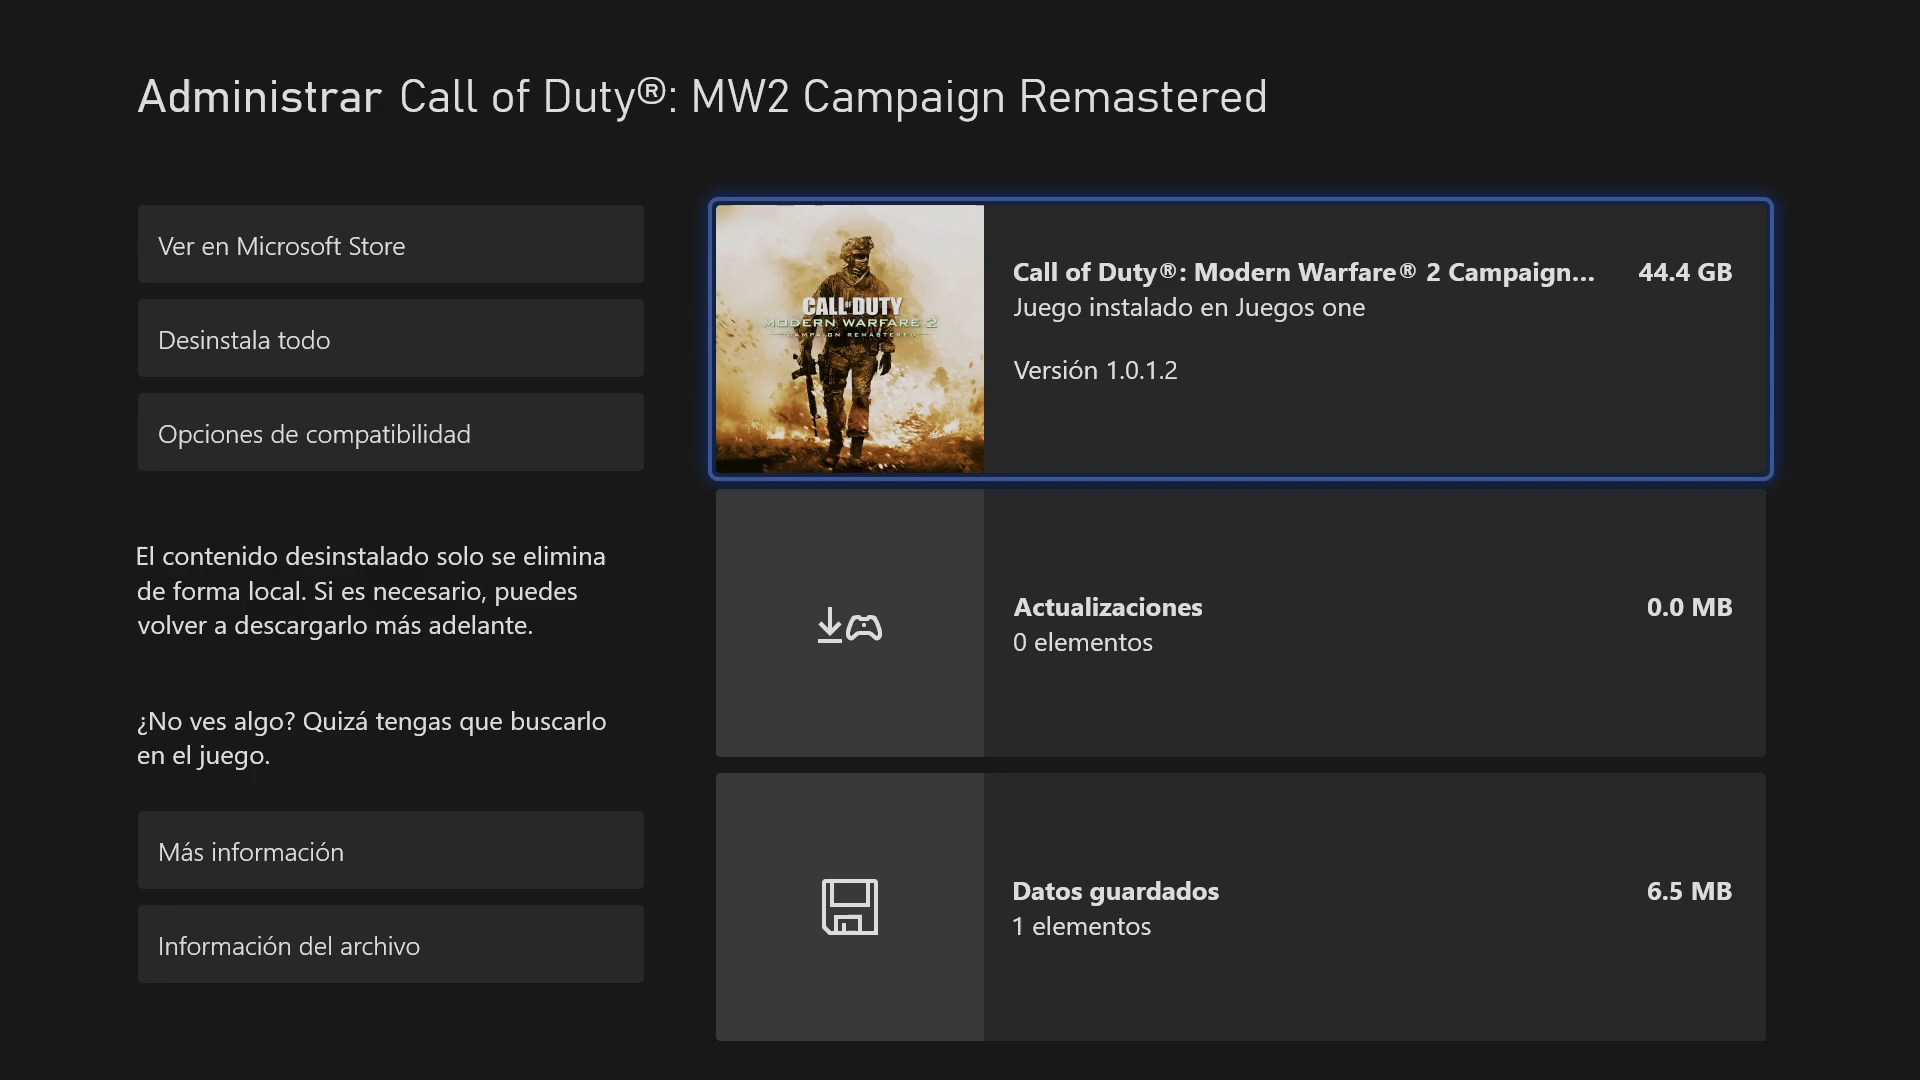 Administrar Call of Duty®: MW2 Campaign Remastered
Ver en Microsoft Store
Desinstala todo
Opciones de compatibilidad
El contenido desinstalado solo se elimina
de forma local. Si es necesario, puedes
volver a descargarlo más adelante.
¿No ves algo? Quizá tengas que buscarlo
en el juego.
Más información
Información del archivo
CALL OF DUTY
MODERN WARFARE 2
CAMPAIGN REMASTERED
Call of Duty®: Modern Warfare® 2 Campaign... 44.4 GB
Juego instalado en Juegos one
Versión 1.0.1.2
Actualizaciones 0.0 MB
0 elementos
Datos guardados 6.5 MB
1 elementos